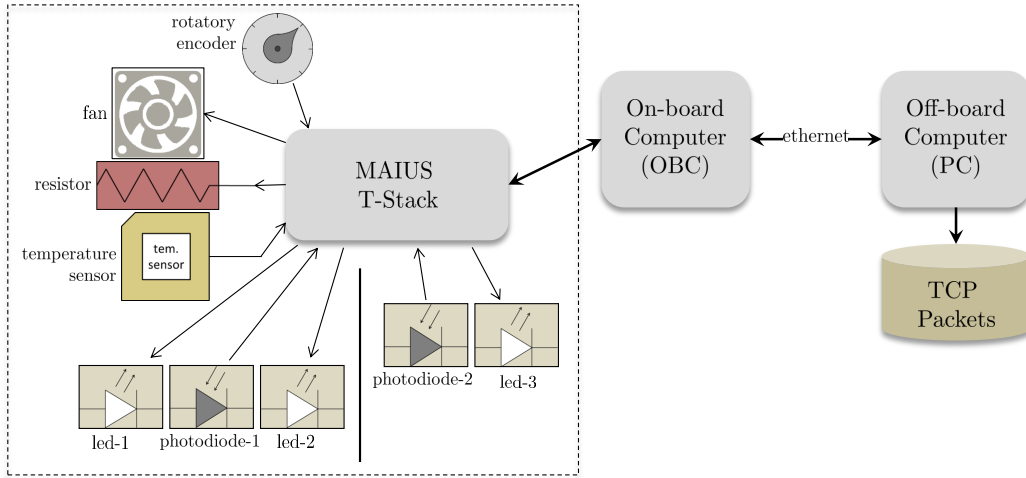 rotatory
encoder
fan
resistor
temperature
sensor
tem.
sensor
MAIUS
T-Stack
On-board
Computer
(OBC)
ethernet
Off-board
Computer
(PC)
TCP
Packets
photodiode-2
led-3
led-1
photodiode-1
led-2